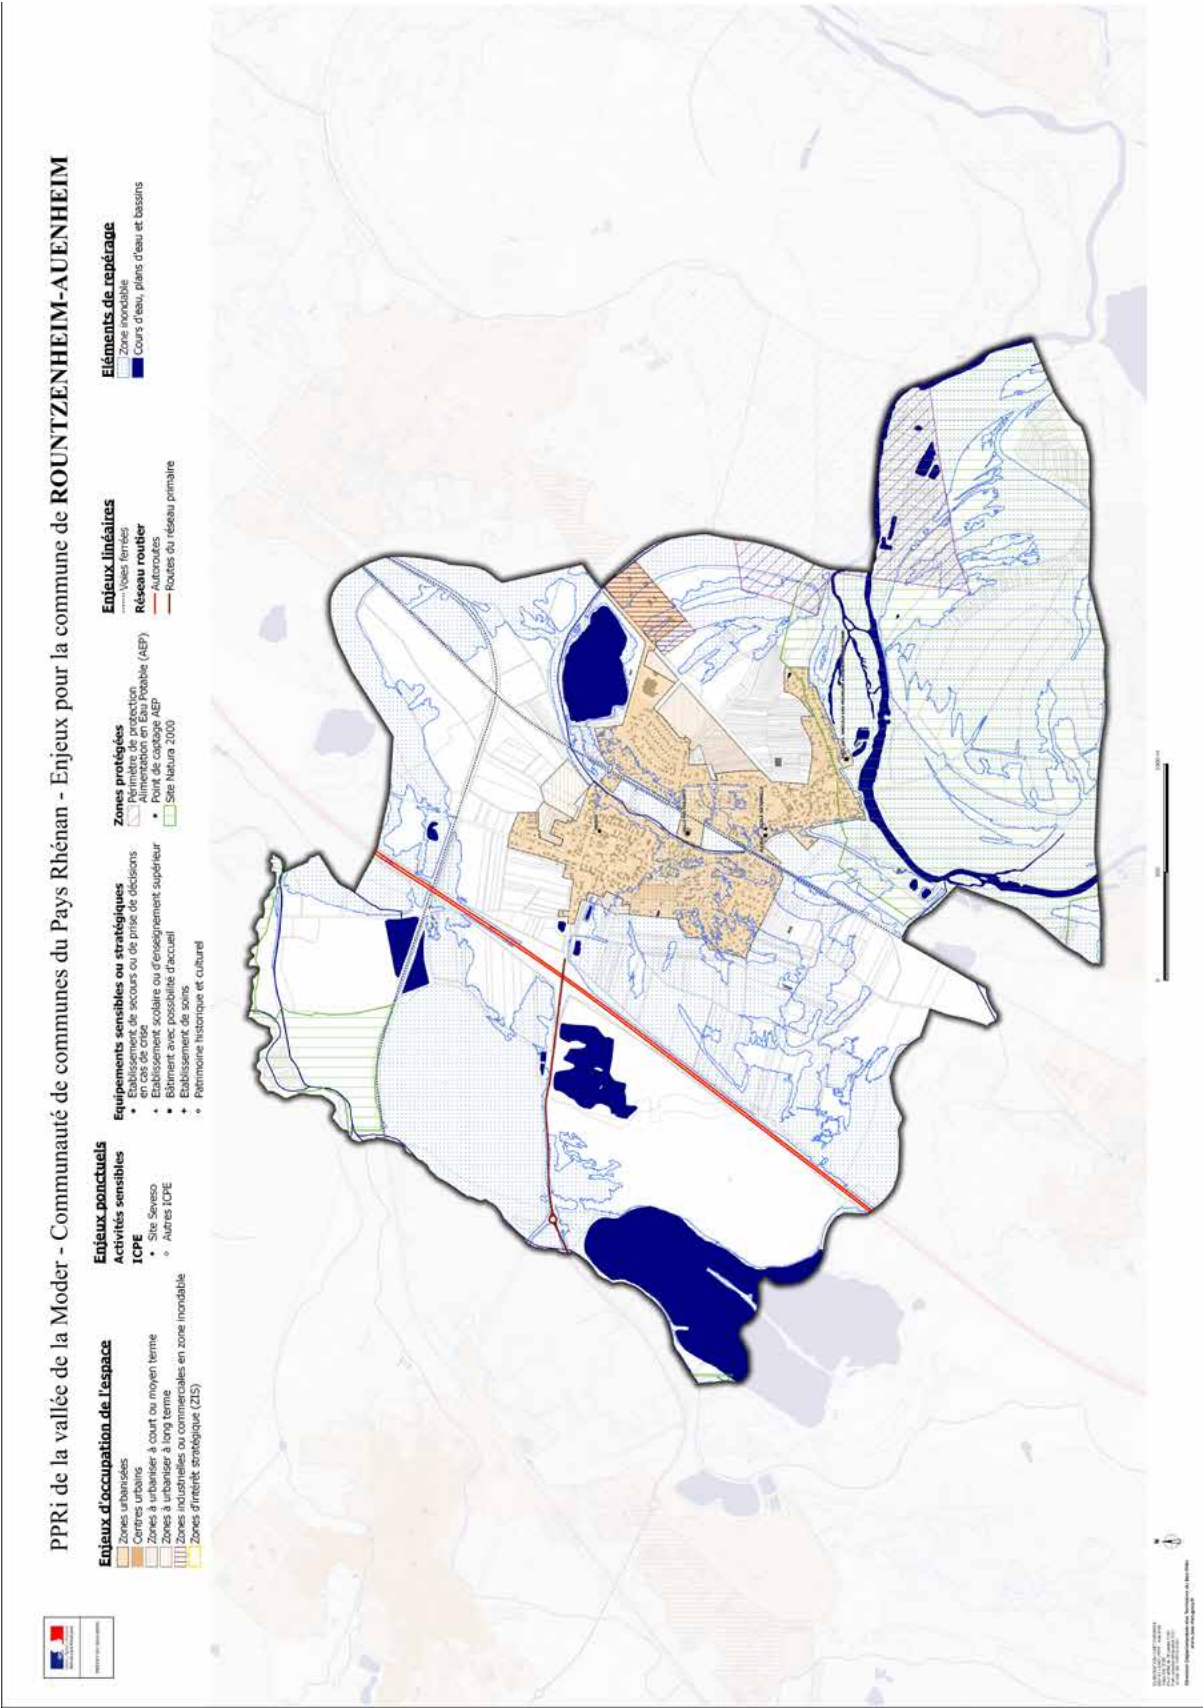 PPRi de la vallée de la Moder - Communauté de communes du Pays Rhénan - Enjeux pour la commune de ROUNTZENHEIM-AUENHEIM
Enjeux d'occupation de l'espace
Zones urbanisées
Centres urbains
Zones à urbaniser à court ou moyen terme
Zones à urbaniser à long terme
Zones industrielles ou commerciales en zone inondable
Zones d'intérêt stratégique (ZIS)
Enjeux ponctuels
Activités sensibles
ICPE
Site Seveso
Autres ICPE
Equipements sensibles ou stratégiques
Etablissement de secours ou de prise de décisions
en cas de crise
Etablissement scolaire ou d'enseignement supérieur
Bâtiment avec possibilité d'accueil
Etablissement de soins
Patrimoine historique et culturel
Zones protégées
Périmètre de protection
Alimentation en Eau Potable (AEP)
Point de captage AEP
Site Natura 2000
Enjeux linéaires
Voies ferrées
Réseau routier
Autoroutes
Routes du réseau primaire
Eléments de repérage
Zone inondable
Cours d'eau, plans d'eau et bassins
0 500 1000 m
N